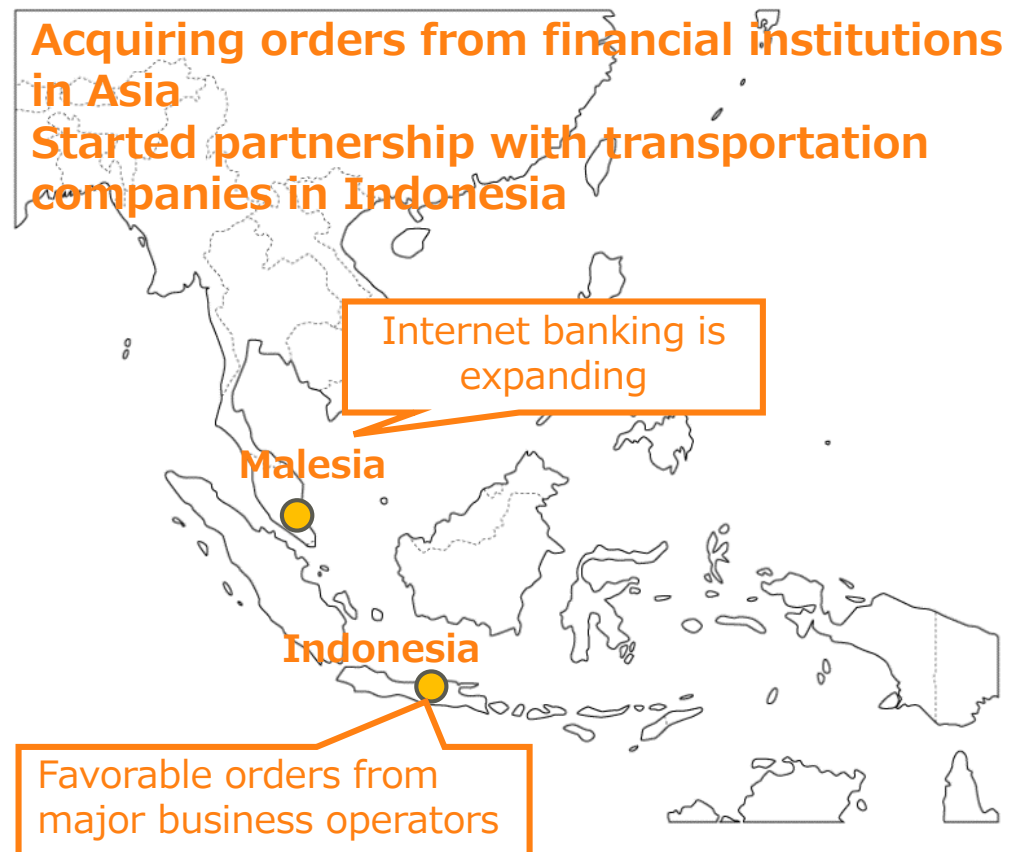 Acquiring orders from financial institutions
in Asia
Started partnership with transportation
companies in Indonesia
Internet banking is
expanding
Malesia
Indonesia
Favorable orders from
major business operators